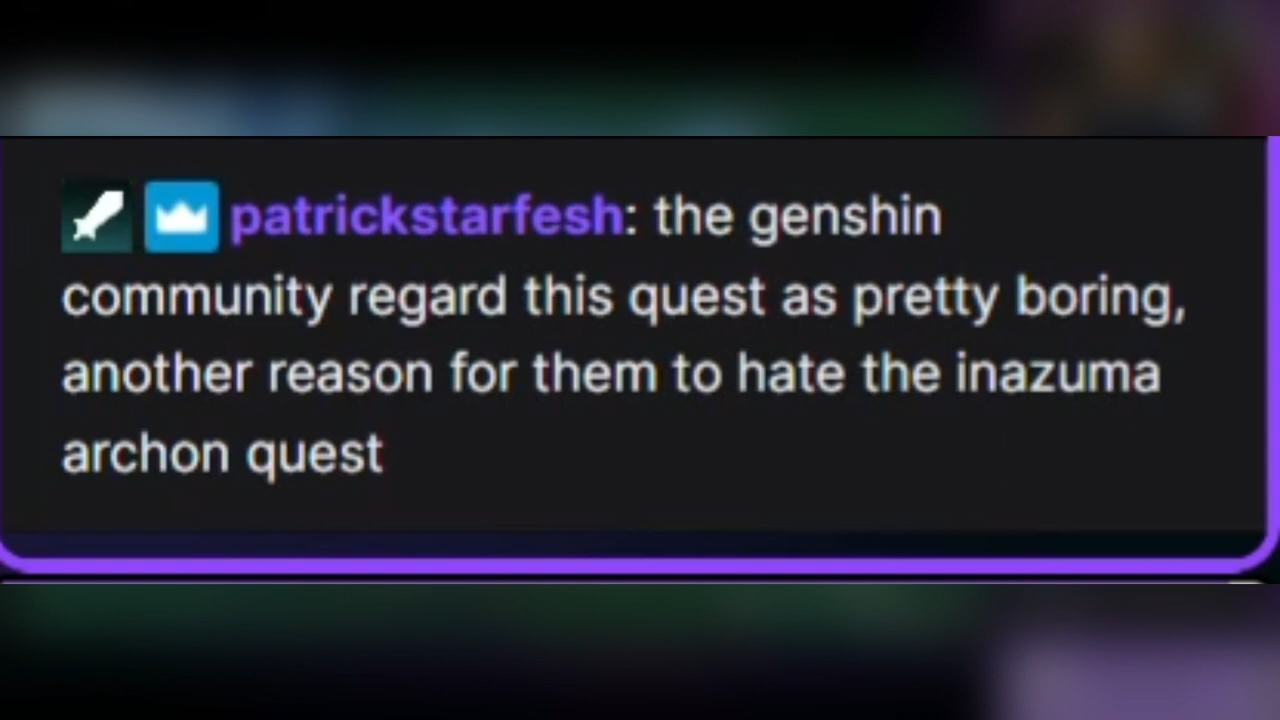 patrickstarfesh: the genshin
community regard this quest as pretty boring,
another reason for them to hate the inazuma
archon quest